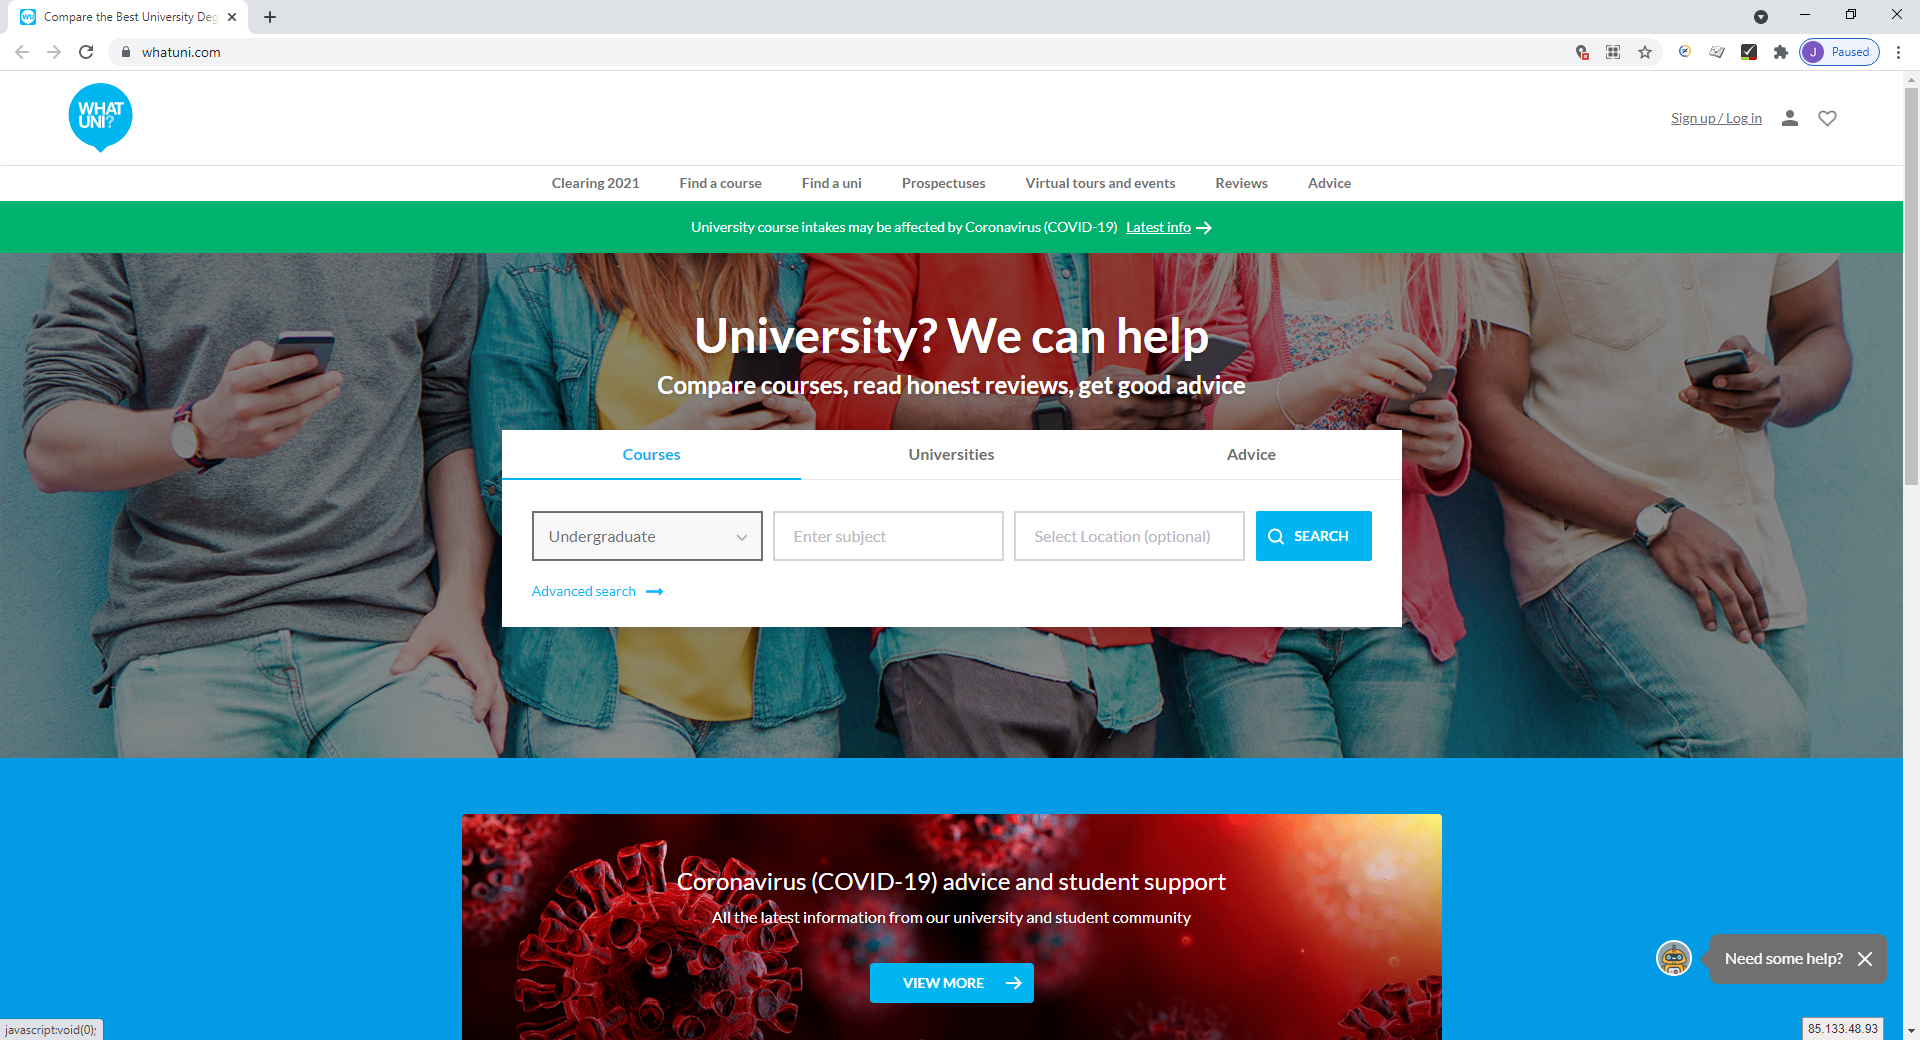 Compare the Best University Deg
whatuni.com
J Paused
WHAT
UNI?
Sign up / Log in
Clearing 2021 Find a course Find a uni Prospectuses Virtual tours and events Reviews Advice
University course intakes may be affected by Coronavirus (COVID-19) Latest info
University? We can help
Compare courses, read honest reviews, get good advice
Courses Universities Advice
Undergraduate Enter subject Select Location (optional) SEARCH
Advanced search
Coronavirus (COVID-19) advice and student support
All the latest information from our university and student community
VIEW MORE
Need some help?
javascript:void(0);
85.133.48.93